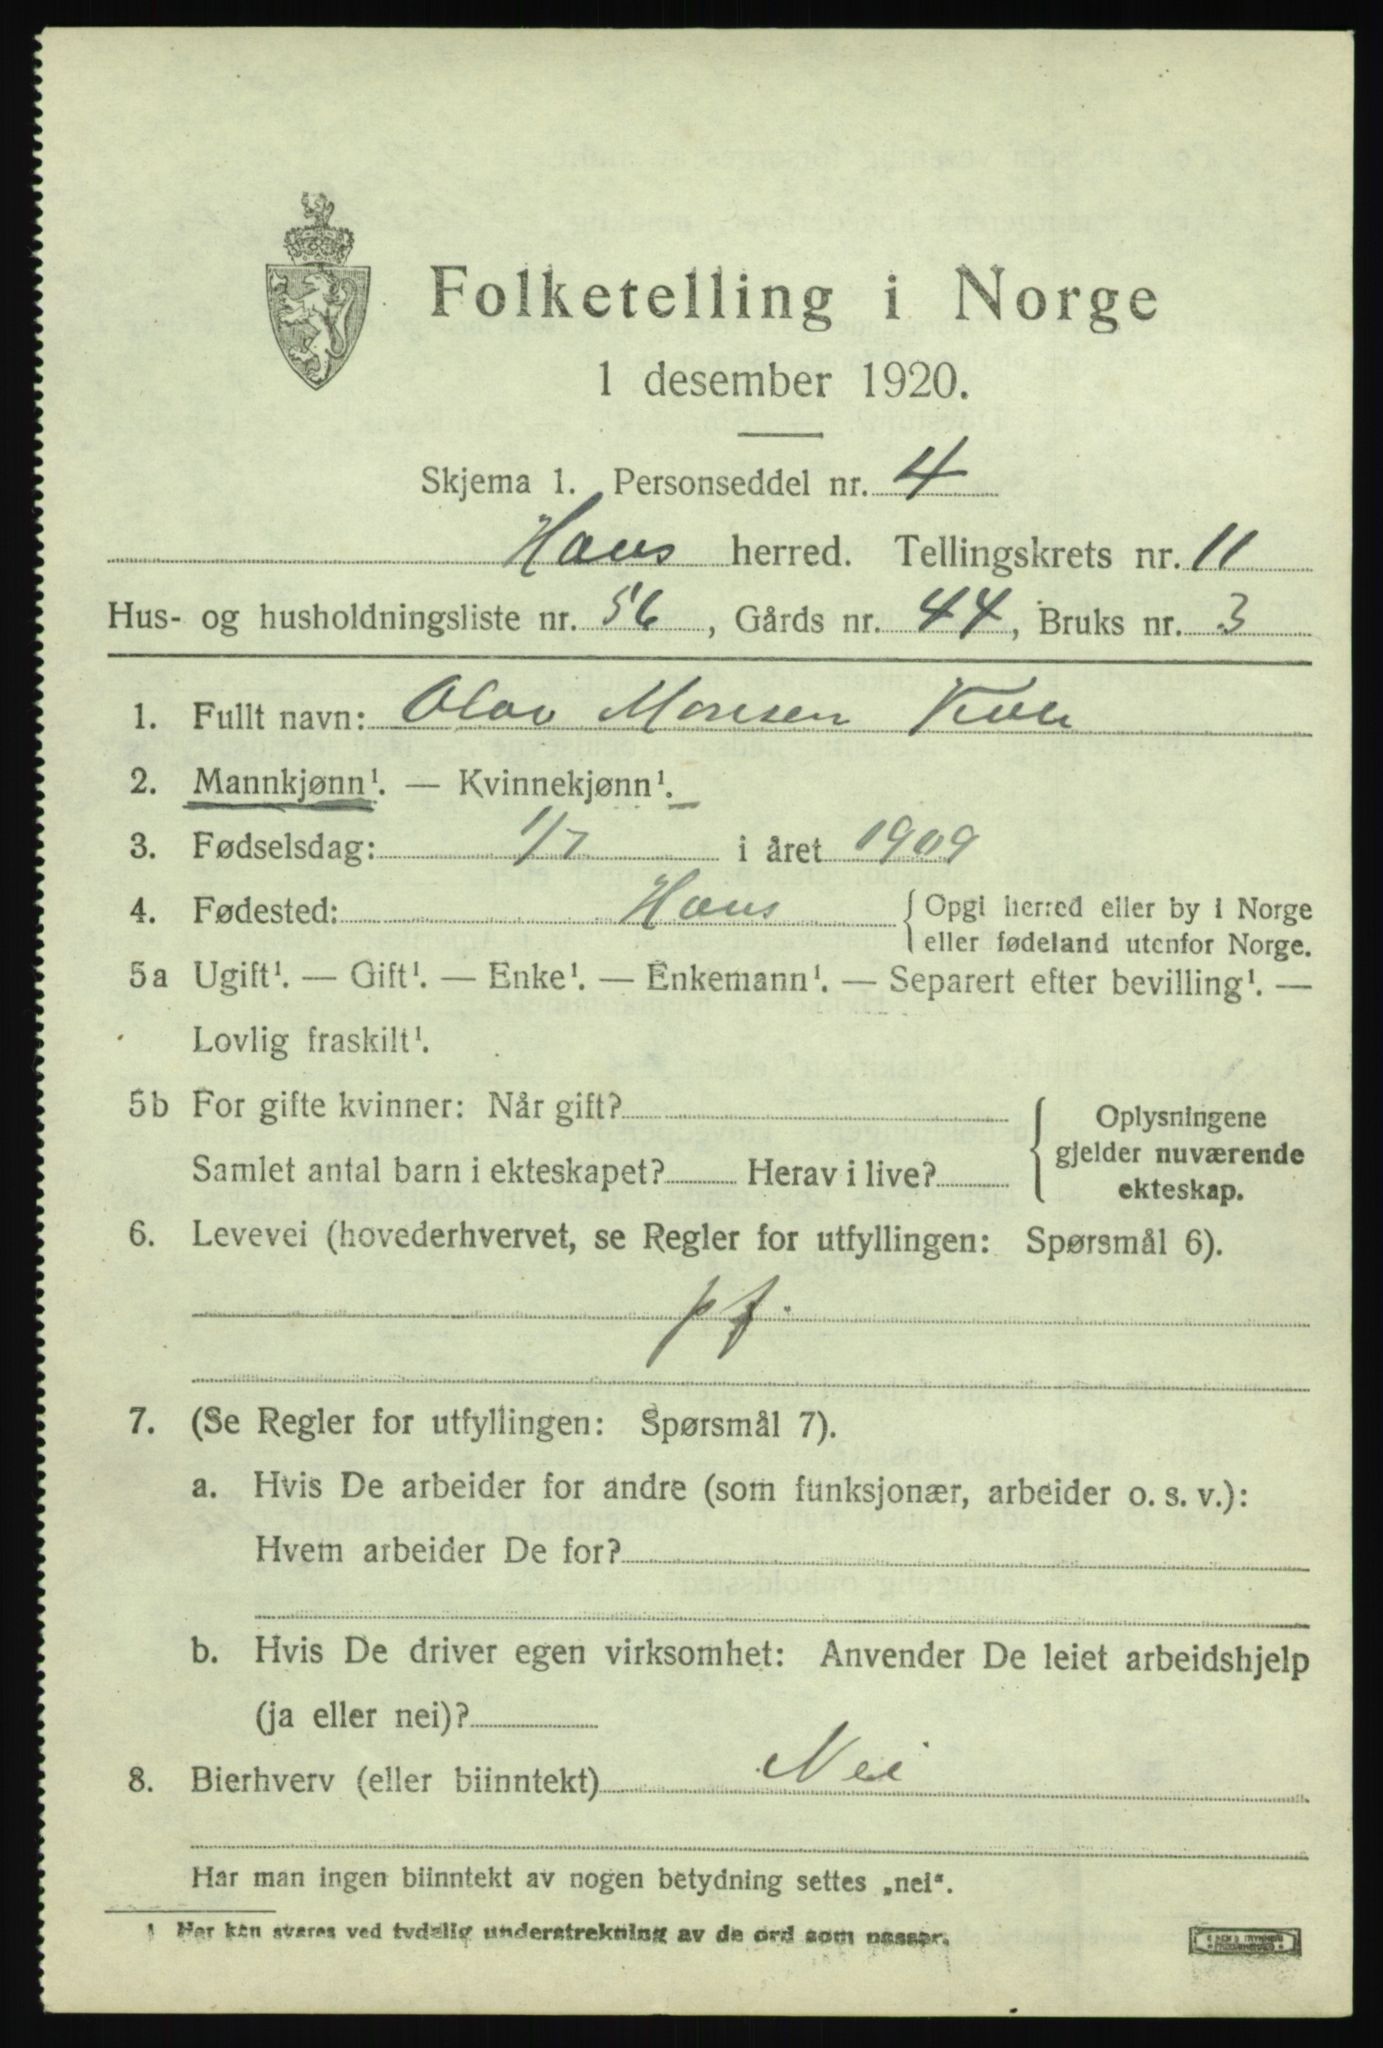 Folketelling i Norge
1 desember 1920.
Skjema 1. Personseddel nr. 4
Haus herred. Tellingskrets nr. 11
Hus- og husholdningsliste nr. 56, Gårds nr. 44, Bruks nr. 3
1. Fullt navn: Olav Monsen
2. Mannkjønn¹. — Kvinnekjønn¹.
3. Fødselsdag: 1/7 i året 1909
4. Fødested: Haus { Opgi herred eller by i Norge
eller fødeland utenfor Norge.
5a Ugift¹. — Gift¹. — Enke¹. — Enkemann¹. — Separert efter bevilling¹. —
Lovlig fraskilt¹.
5b For gifte kvinner: Når gift?
Samlet antal barn i ekteskapet? Herav i live?
{ Oplysningene
gjelder nuværende
ekteskap.
6. Levevei (hovederhvervet, se Regler for utfyllingen: Spørsmål 6).
pf.
7. (Se Regler for utfyllingen: Spørsmål 7).
a. Hvis De arbeider for andre (som funksjonær, arbeider o. s. v.):
Hvem arbeider De for?
b. Hvis De driver egen virksomhet: Anvender De leiet arbeidshjelp
(ja eller nei)?
8. Bierhverv (eller biinntekt) Nei
Har man ingen biinntekt av nogen betydning settes „nei“.
¹ Her kan svares ved tydelig understrekning av de ord som passer.